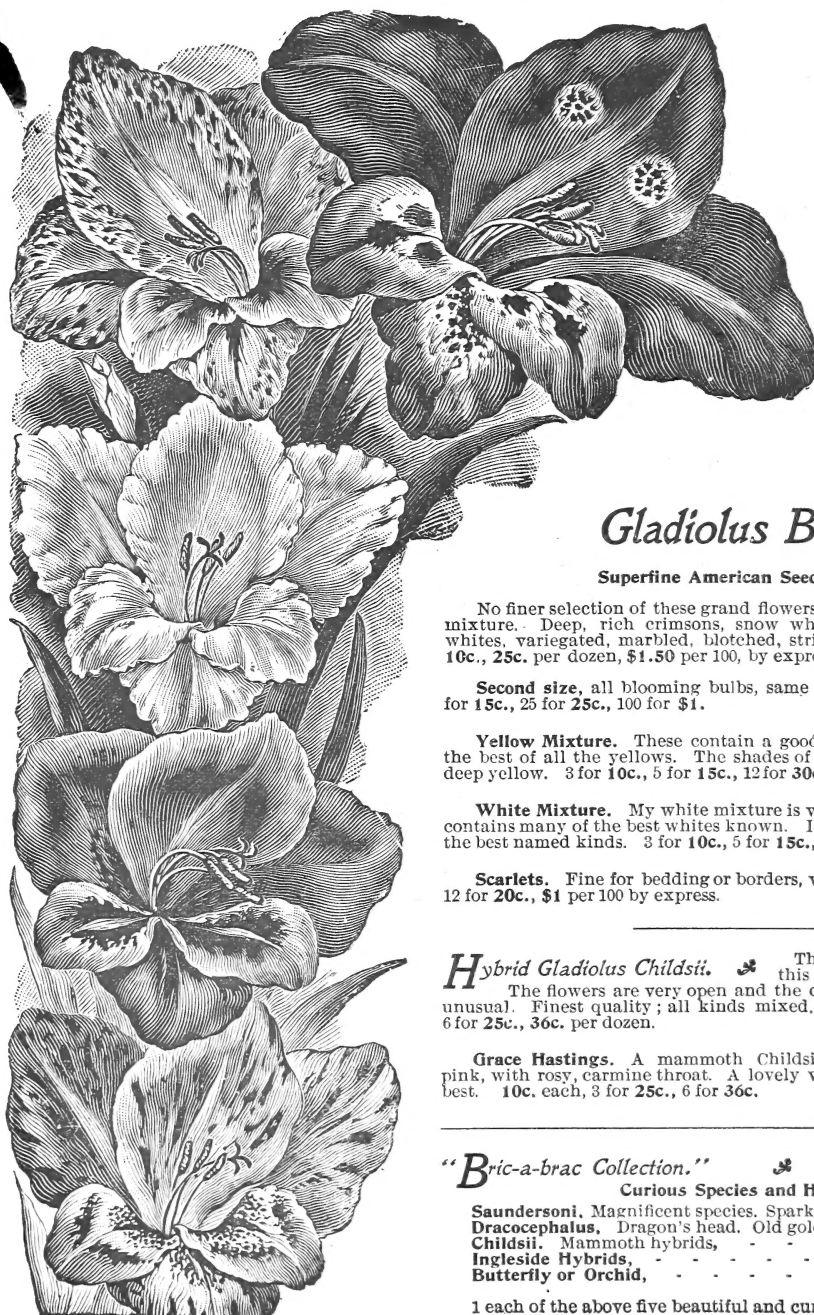 Gladiolus B
Superfine American Seed
No finer selection of these grand flowers
mixture. Deep, rich crimsons, snow wh
whites, variegated, marbled, blotched, stri
10c., 25c. per dozen, $1.50 per 100, by expre
Second size, all blooming bulbs, same
for 15c., 25 for 25c., 100 for $1.
Yellow Mixture. These contain a good
the best of all the yellows. The shades of
deep yellow. 3 for 10c., 5 for 15c., 12 for 30c
White Mixture. My white mixture is v
contains many of the best whites known. I
the best named kinds. 3 for 10c., 5 for 15c.,
Scarlets. Fine for bedding or borders, v
12 for 20c., $1 per 100 by express.
Hybrid Gladiolus Childsii. Th
this
The flowers are very open and the c
unusual. Finest quality; all kinds mixed,
6 for 25c., 36c. per dozen.
Grace Hastings. A mammoth Childsi
pink, with rosy, carmine throat. A lovely v
best. 10c. each, 3 for 25c., 6 for 36c.
"Bric-a-brac Collection."
Curious Species and H
Saundersoni. Magnificent species. Spark
Dracocephalus, Dragon's head. Old gold
Childsii. Mammoth hybrids, - -
Ingleside Hybrids, - - - - - -
Butterfly or Orchid, - - - - -
1 each of the above five beautiful and cur